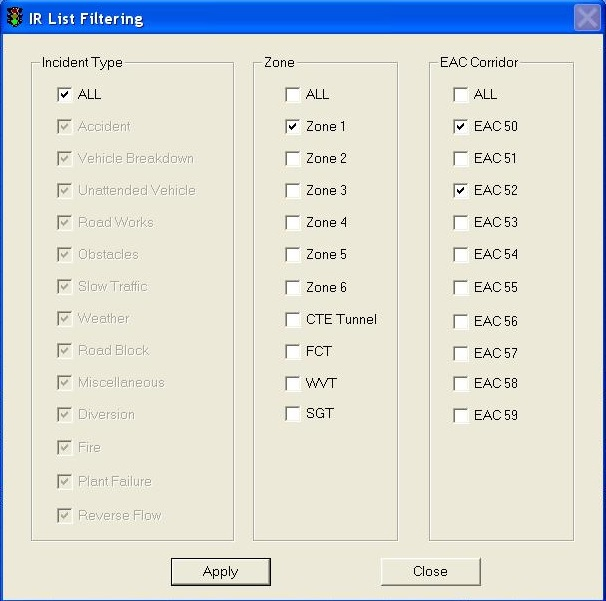 IR List Filtering
Incident Type
ALL
Accident
Vehicle Breakdown
Unattended Vehicle
Road Works
Obstacles
Slow Traffic
Weather
Road Block
Miscellaneous
Diversion
Fire
Plant Failure
Reverse Flow
Zone
ALL
Zone 1
Zone 2
Zone 3
Zone 4
Zone 5
Zone 6
CTE Tunnel
FCT
WVT
SGT
EAC Corridor
ALL
EAC 50
EAC 51
EAC 52
EAC 53
EAC 54
EAC 55
EAC 56
EAC 57
EAC 58
EAC 59
Apply
Close